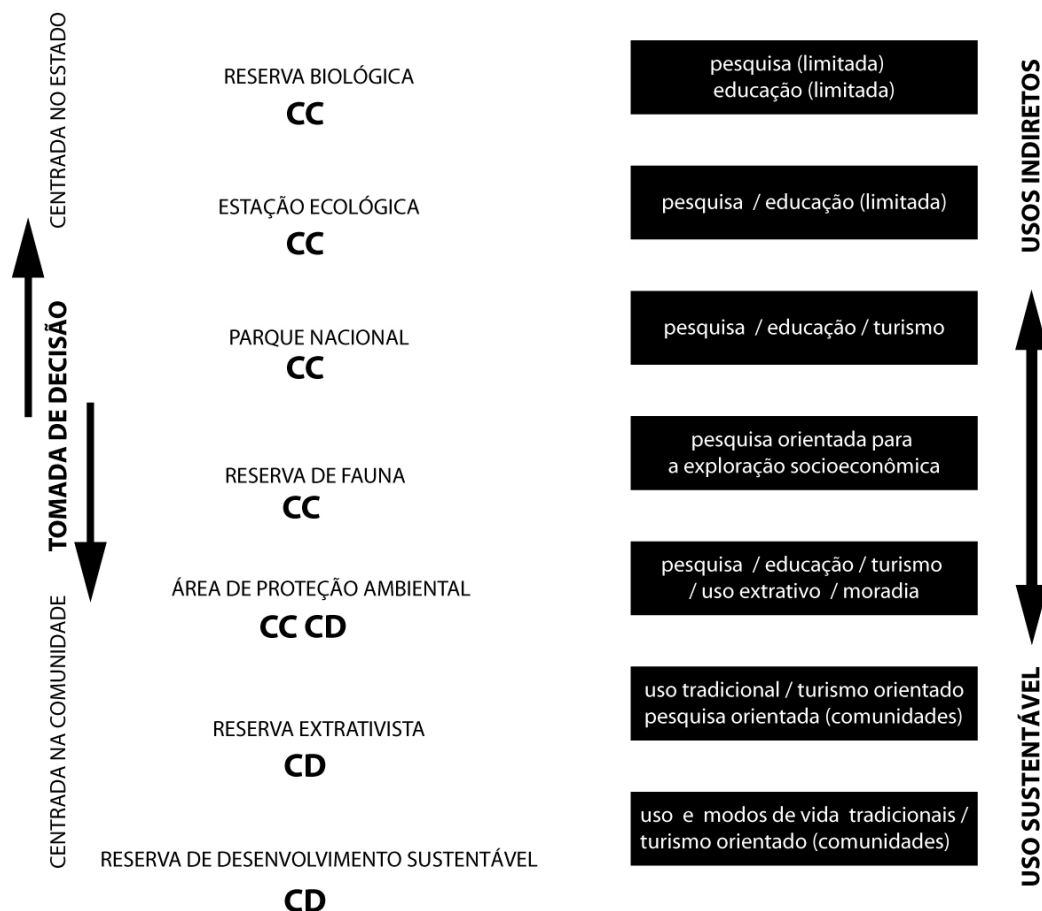 CENTRADA NO ESTADO
TOMADA DE DECISÃO
CENTRADA NA COMUNIDADE
RESERVA BIOLÓGICA
CC
pesquisa (limitada)
educação (limitada)
ESTAÇÃO ECOLÓGICA
CC
pesquisa / educação (limitada)
PARQUE NACIONAL
CC
pesquisa / educação / turismo
RESERVA DE FAUNA
CC
pesquisa orientada para
a exploração socioeconômica
ÁREA DE PROTEÇÃO AMBIENTAL
CC CD
pesquisa / educação / turismo
/ uso extrativo / moradia
RESERVA EXTRATIVISTA
CD
uso tradicional / turismo orientado
pesquisa orientada (comunidades)
RESERVA DE DESENVOLVIMENTO SUSTENTÁVEL
CD
uso e modos de vida tradicionais /
turismo orientado (comunidades)
USOS INDIRETOS
USO SUSTENTÁVEL